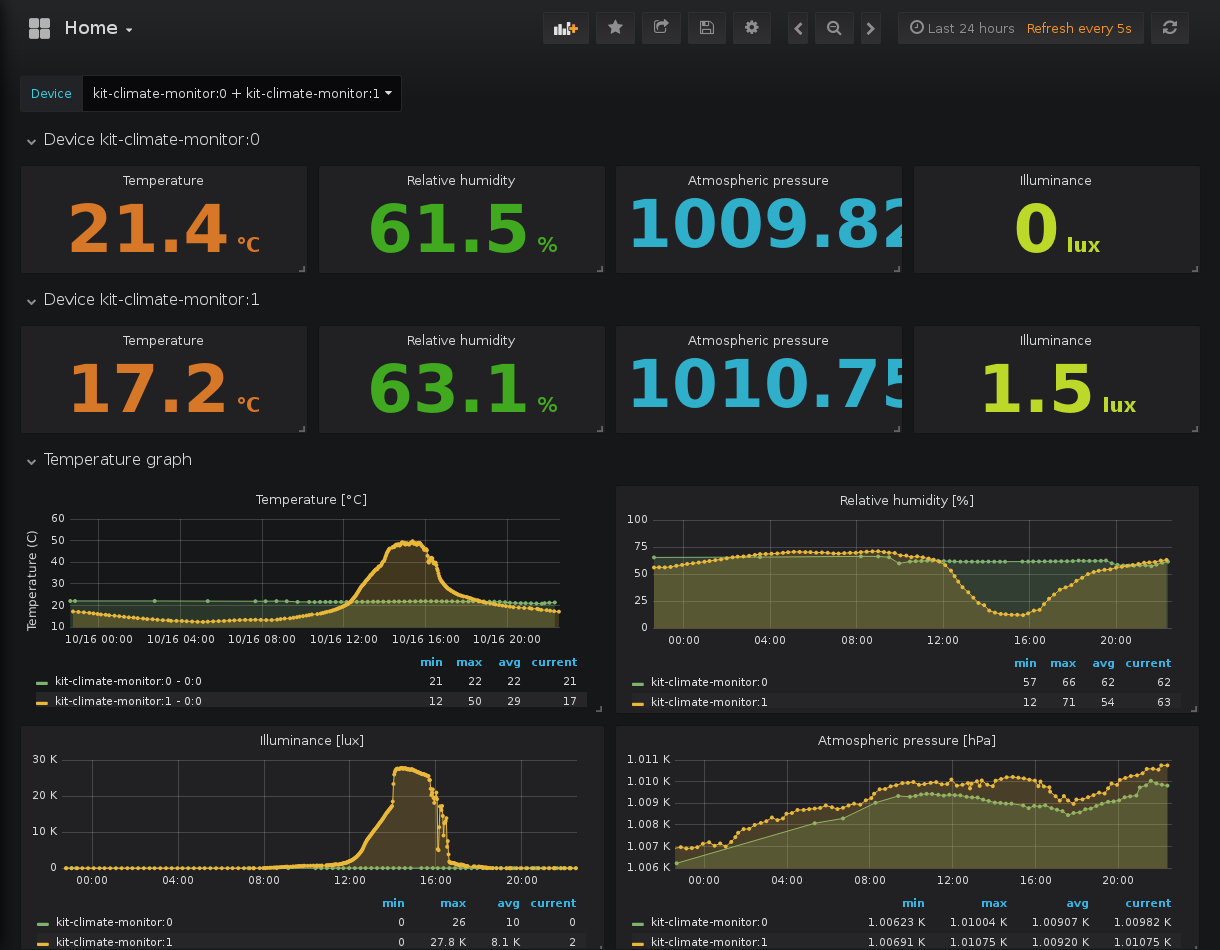 Home
Last 24 hours Refresh every 5s
Device kit-climate-monitor:0 + kit-climate-monitor:1
Device kit-climate-monitor:0
Temperature Relative humidity Atmospheric pressure Illuminance
21.4 °C 61.5 % 1009.82 0 lux
Device kit-climate-monitor:1
Temperature Relative humidity Atmospheric pressure Illuminance
17.2 °C 63.1 % 1010.75 1.5 lux
Temperature graph
Temperature [°C]
Temperature (C)
60
50
40
30
20
10
10/16 00:00 10/16 04:00 10/16 08:00 10/16 12:00 10/16 16:00 10/16 20:00
min max avg current
kit-climate-monitor:0 - 0:0 21 22 22 21
kit-climate-monitor:1 - 0:0 12 50 29 17
Relative humidity [%]
100
75
50
25
0
00:00 04:00 08:00 12:00 16:00 20:00
min max avg current
kit-climate-monitor:0 57 66 62 62
kit-climate-monitor:1 12 71 54 63
Illuminance [lux]
30 K
20 K
10 K
0
00:00 04:00 08:00 12:00 16:00 20:00
min max avg current
kit-climate-monitor:0 0 26 10 0
kit-climate-monitor:1 0 27.8 K 8.1 K 2
Atmospheric pressure [hPa]
1.011 K
1.010 K
1.009 K
1.008 K
1.007 K
1.006 K
00:00 04:00 08:00 12:00 16:00 20:00
min max avg current
kit-climate-monitor:0 1.00623 K 1.01004 K 1.00907 K 1.00982 K
kit-climate-monitor:1 1.00691 K 1.01075 K 1.00920 K 1.01075 K